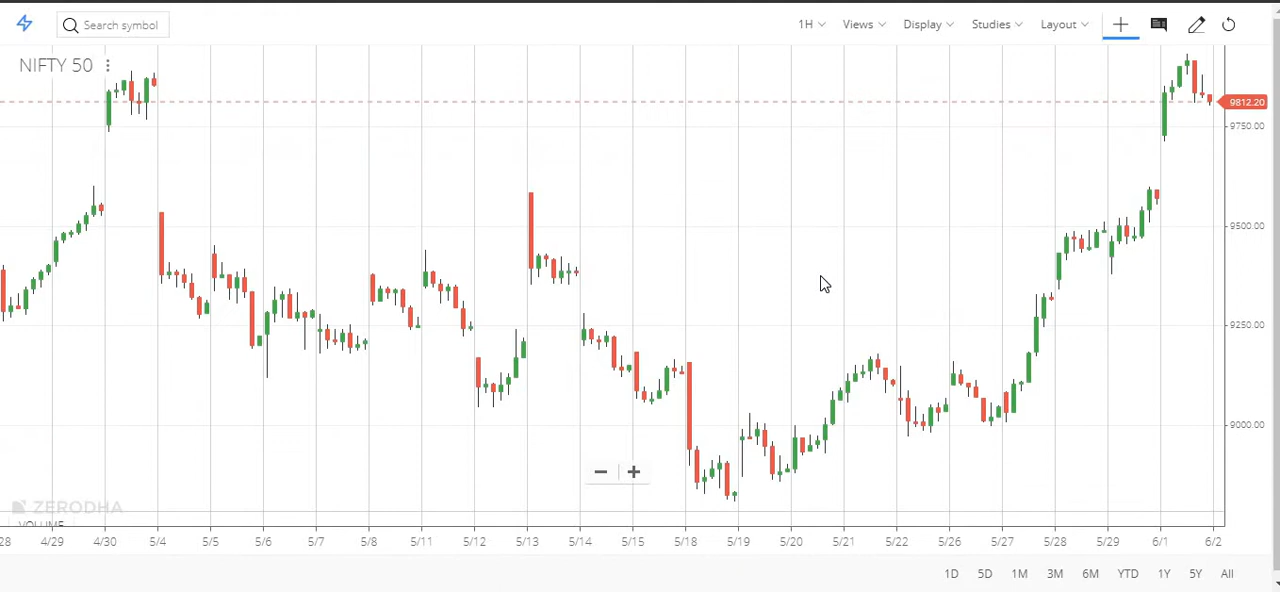 Search symbol 1H Views Display Studies Layout
NIFTY 50
9812.20
9750.00
9500.00
9250.00
9000.00
ZERODHA
VOLUME
28 4/29 4/30 5/4 5/5 5/6 5/7 5/8 5/11 5/12 5/13 5/14 5/15 5/18 5/19 5/20 5/21 5/22 5/26 5/27 5/28 5/29 6/1 6/2
1D 5D 1M 3M 6M YTD 1Y 5Y All